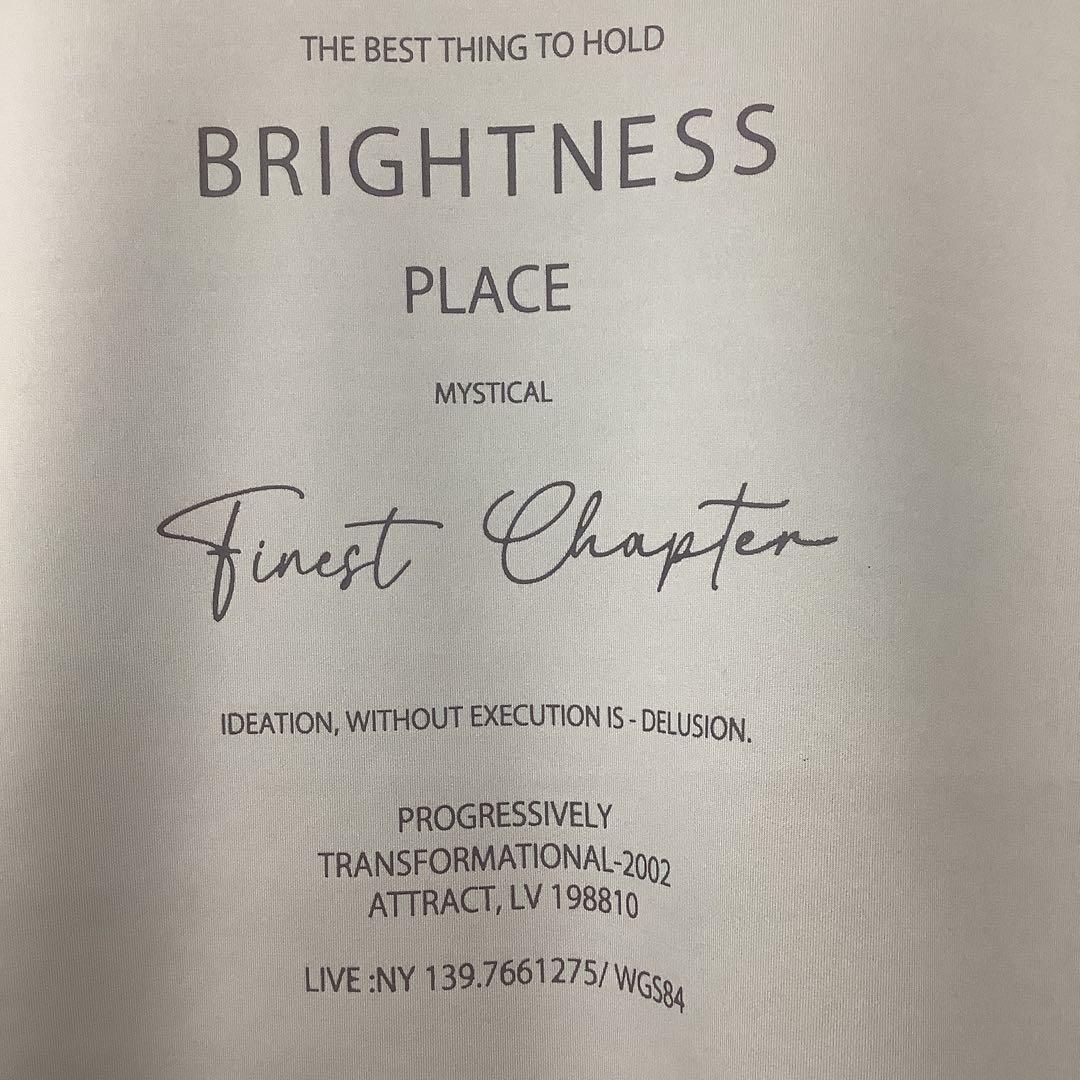 THE BEST THING TO HOLD
BRIGHTNESS
PLACE
MYSTICAL
Finest Chapter
IDEATION, WITHOUT EXECUTION IS - DELUSION.
PROGRESSIVELY
TRANSFORMATIONAL-2002
ATTRACT, LV 198810
LIVE :NY 139.7661275/ WGS84